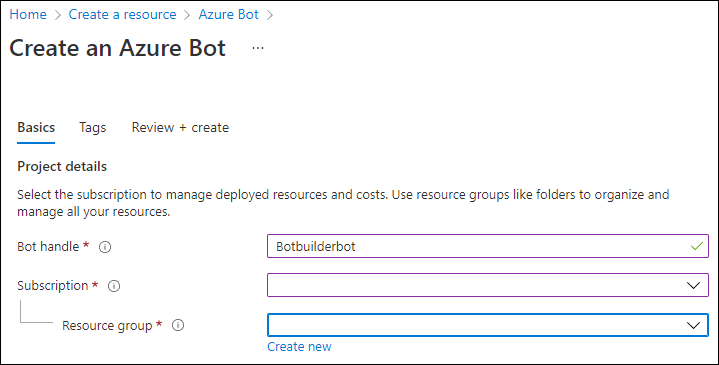 Home > Create a resource > Azure Bot >
Create an Azure Bot ...
Basics Tags Review + create
Project details
Select the subscription to manage deployed resources and costs. Use resource groups like folders to organize and
manage all your resources.
Bot handle * Botbuilderbot
Subscription *
Resource group *
Create new